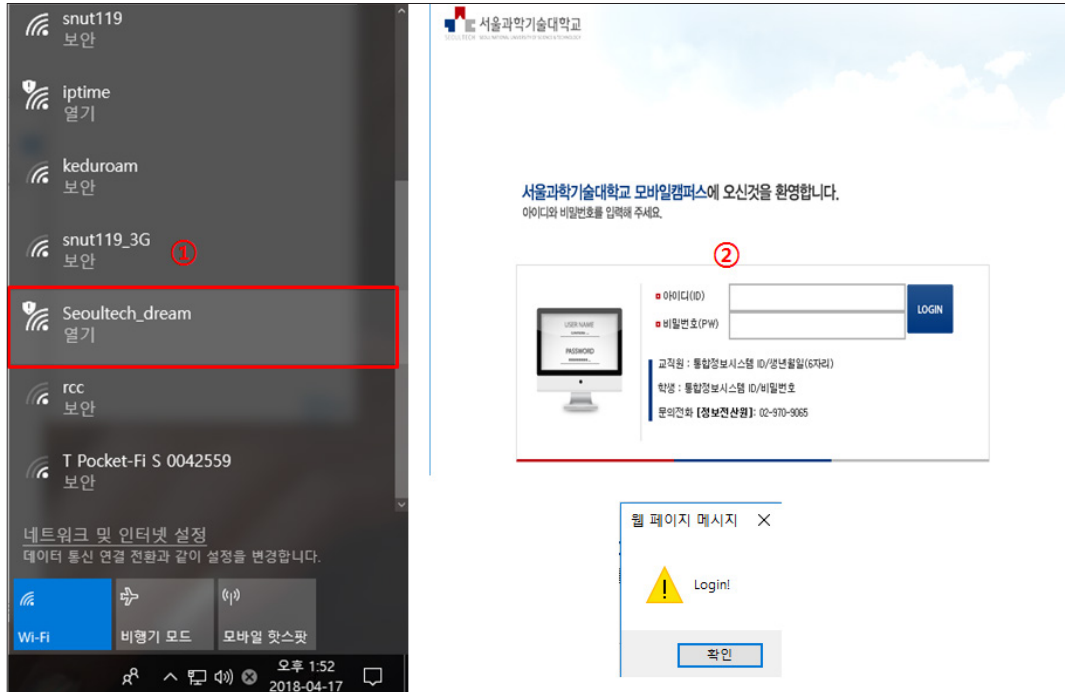 snut119
보안
iptime
열기
keduroam
보안
snut119_3G
보안
①
Seoultech_dream
열기
rcc
보안
T Pocket-Fi S 0042559
보안
네트워크 및 인터넷 설정
데이터 통신 연결 전환과 같이 설정을 변경합니다.
Wi-Fi
비행기 모드
모바일 핫스팟
오후 1:52
2018-04-17
서울과학기술대학교
SEOULTECH SEOUL NATIONAL UNIVERSITY OF SCIENCE & TECHNOLOGY
서울과학기술대학교 모바일캠퍼스에 오신것을 환영합니다.
아이디와 비밀번호를 입력해 주세요.
②
USER NAME
PASSWORD
아이디(ID)
비밀번호(PW)
LOGIN
교직원 : 통합정보시스템 ID/생년월일(6자리)
학생 : 통합정보시스템 ID/비밀번호
문의전화 [정보전산원]: 02-970-9065
웹 페이지 메시지
Login!
확인